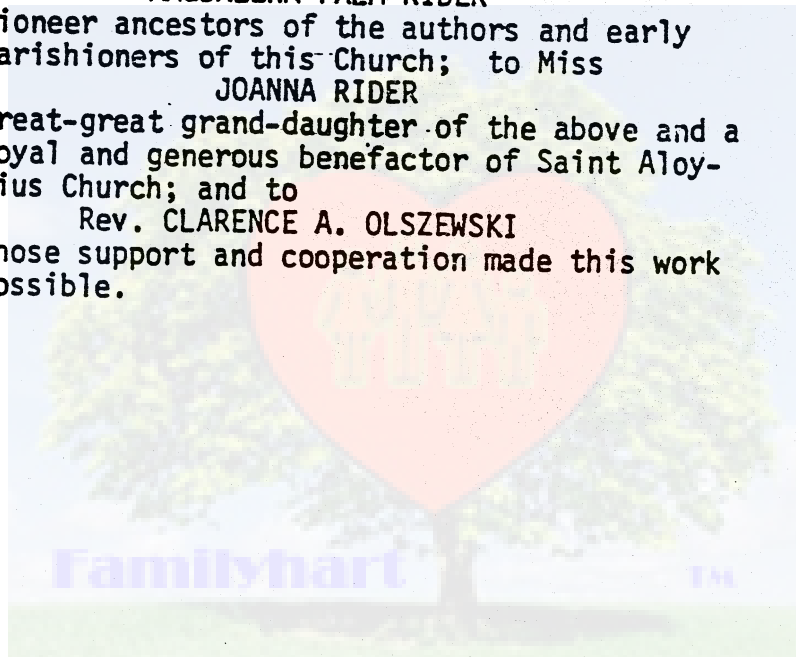 ioneer ancestors of the authors and early
arishioners of this Church; to Miss
JOANNA RIDER
reat-great grand-daughter of the above and a
oyal and generous benefactor of Saint Aloy-
ius Church; and to
Rev. CLARENCE A. OLSZEWSKI
hose support and cooperation made this work
ossible.
Familyhart TM